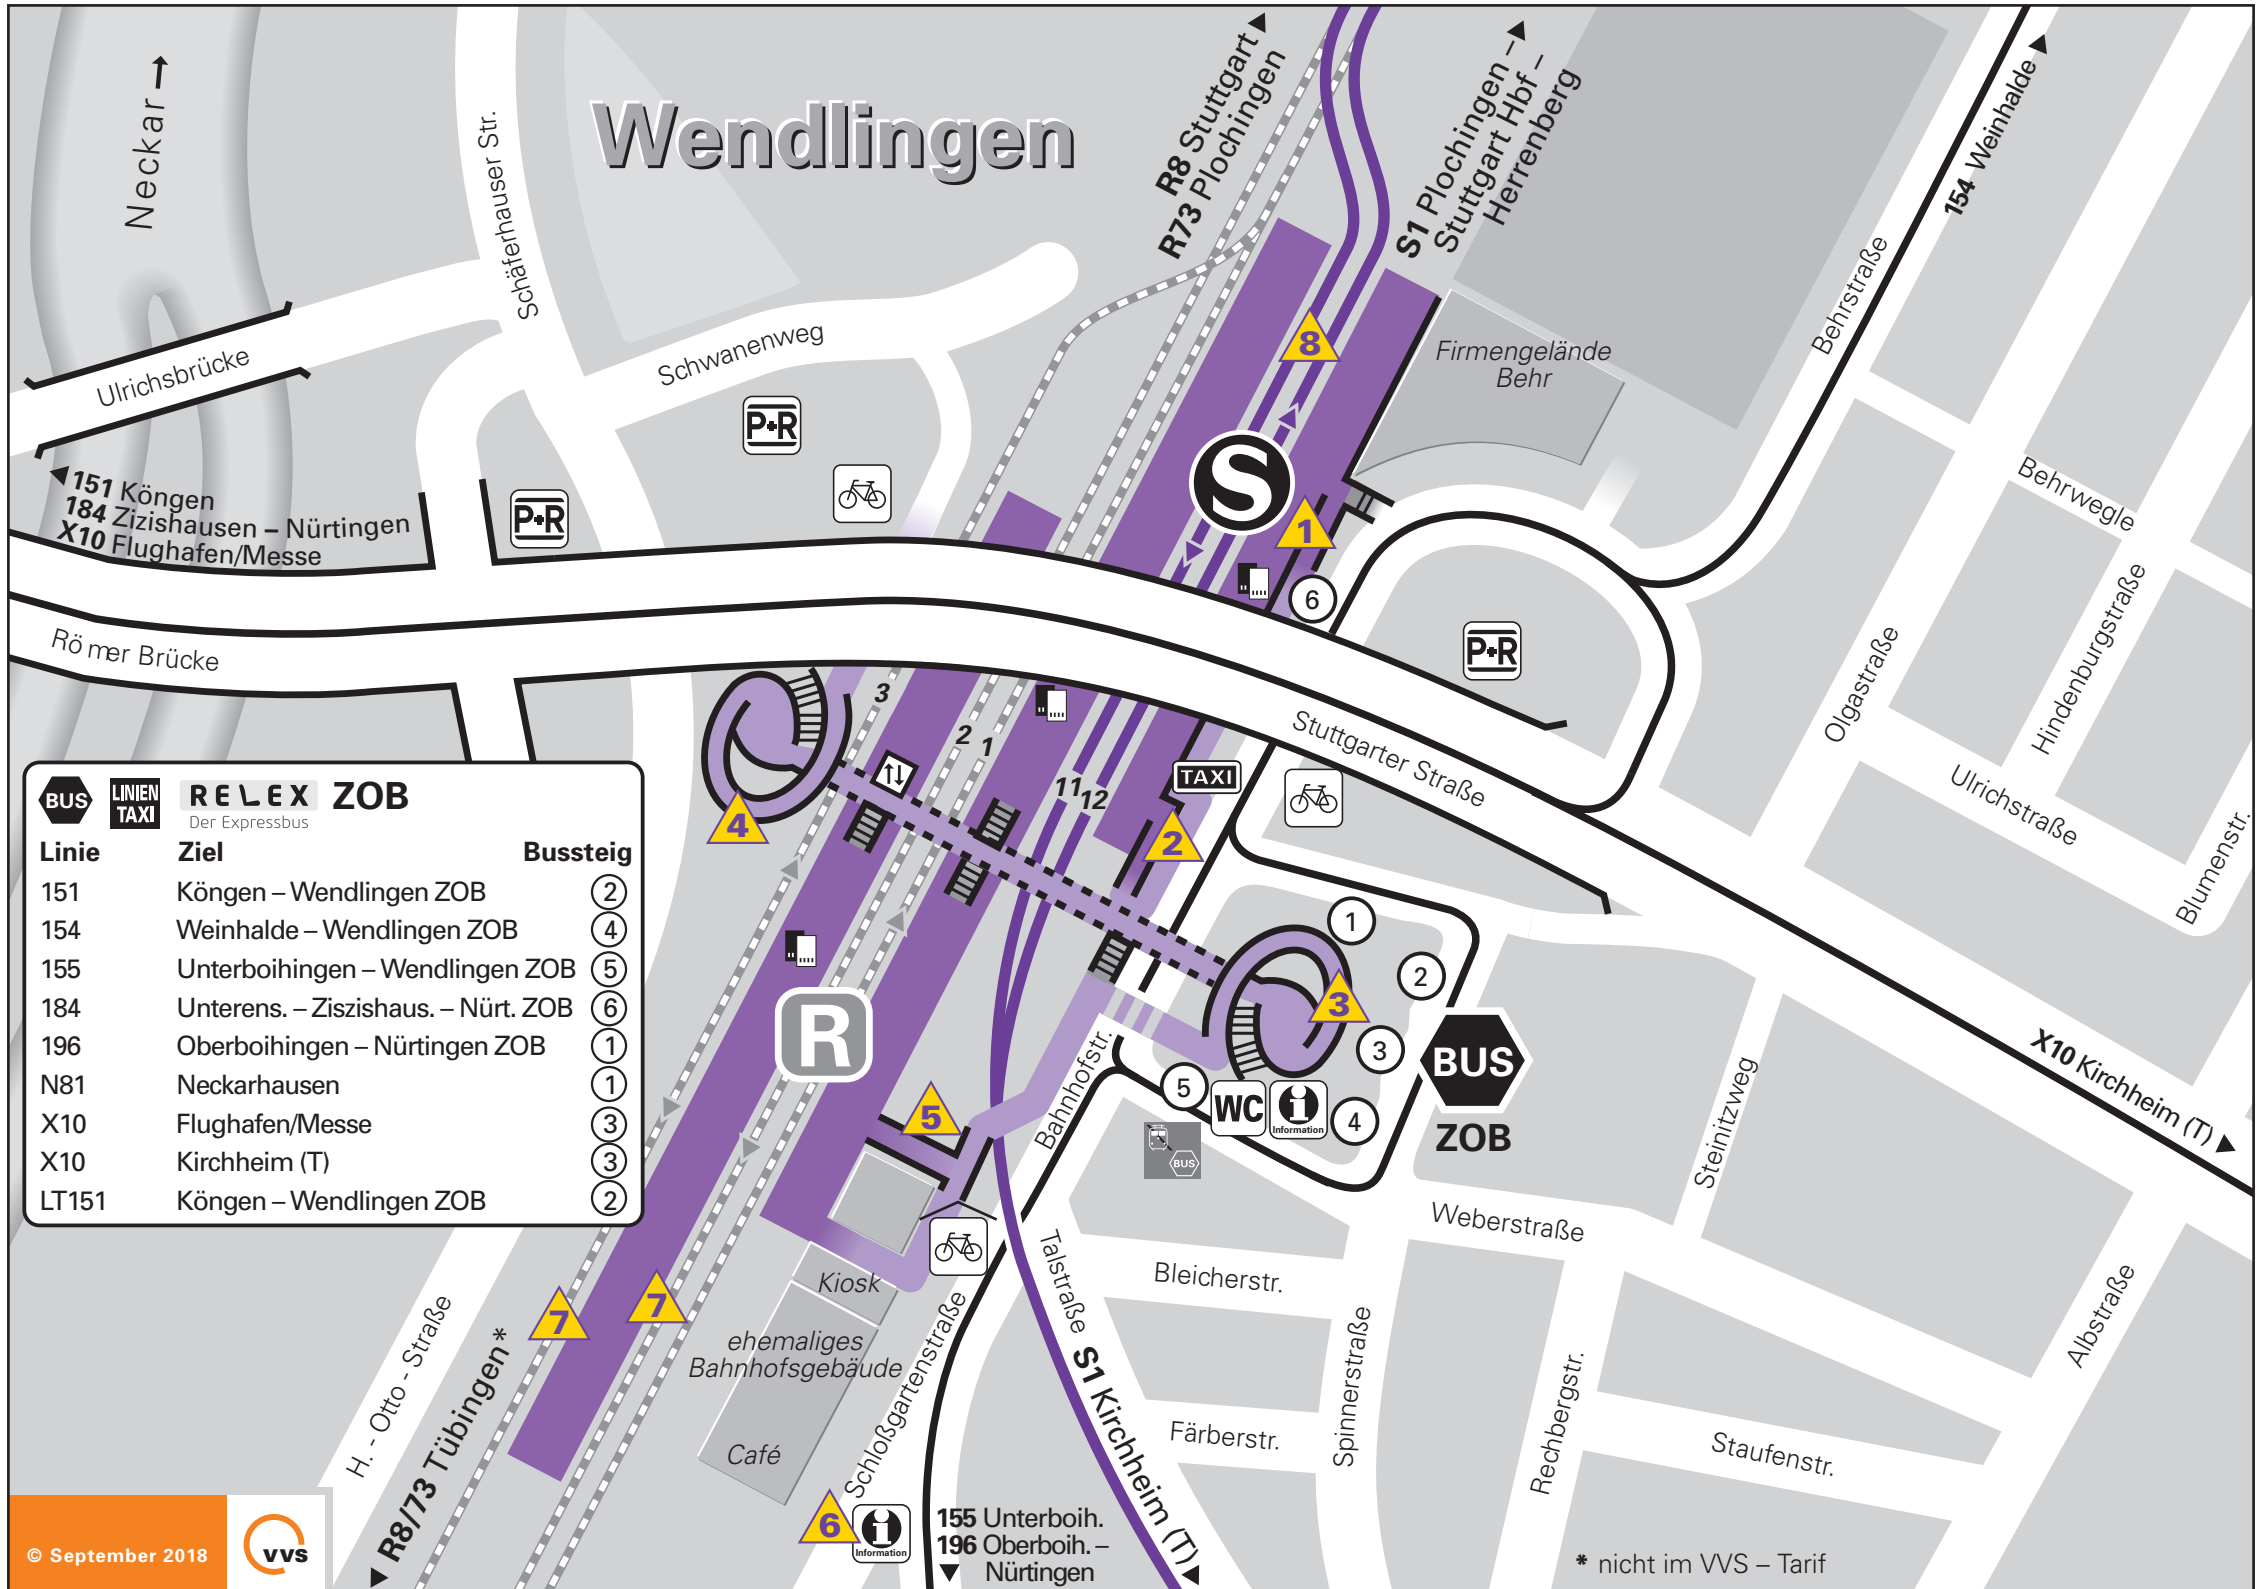 Wendlingen
Neckar →
Schäferhauser Str.
R8 Stuttgart
R73 Plochingen
S1 Plochingen –
Stuttgart Hbf –
Herrenberg
154 Weinhalde
Behrstraße
Ulrichsbrücke
Schwanenweg
8
Firmengelände
Behr
P+R
S
151 Köngen
184 Zizishausen – Nürtingen
X10 Flughafen/Messe
P+R
1
Behrwegle
6
Römer Brücke
P+R
Hindenburgstraße
Olgastraße
3
2
1
11
12
Stuttgarter Straße
TAXI
Ulrichstraße
Blumenstr.
4
2
BUS
LINIEN
TAXI
RELEX
Der Expressbus
ZOB
Linie Ziel Bussteig
151 Köngen – Wendlingen ZOB 2
154 Weinhalde – Wendlingen ZOB 4
155 Unterboihingen – Wendlingen ZOB 5
184 Unterens. – Ziszishaus. – Nürt. ZOB 6
196 Oberboihingen – Nürtingen ZOB 1
N81 Neckarhausen 1
X10 Flughafen/Messe 3
X10 Kirchheim (T) 3
LT151 Köngen – Wendlingen ZOB 2
1
2
3
3
R
5
WC
i
Information
4
BUS
ZOB
BUS
5
Bahnhofstr.
Steinitzweg
X10 Kirchheim (T)
Weberstraße
Talstraße
Bleicherstr.
Kiosk
7
7
ehemaliges
Bahnhofsgebäude
Café
Schloßgartenstraße
H. - Otto - Straße
R8/73 Tübingen*
S1 Kirchheim (T)
Spinnerstraße
Färberstr.
Rechbergstr.
Staufenstr.
Albstraße
6
i
Information
155 Unterboih.
196 Oberboih. –
Nürtingen
* nicht im VVS – Tarif
© September 2018
vvs